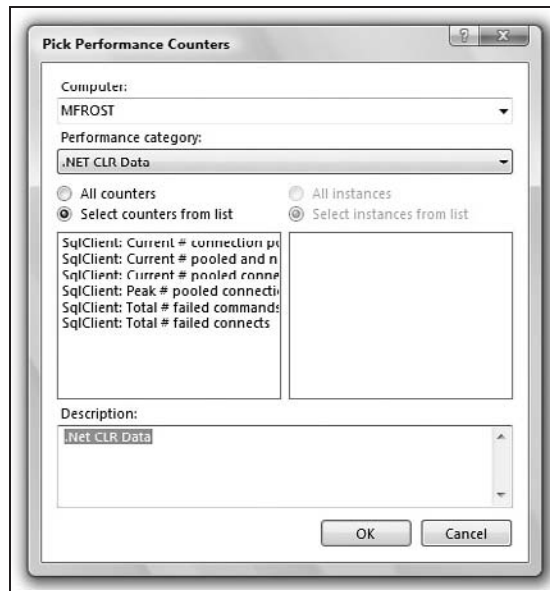 Pick Performance Counters
Computer:
MFROST
Performance category:
.NET CLR Data
All counters
All instances
Select counters from list
Select instances from list
SqlClient: Current # connection po
SqlClient: Current # pooled and n
SqlClient: Current # pooled conne
SqlClient: Peak # pooled connecti
SqlClient: Total # failed commands
SqlClient: Total # failed connects
Description:
.Net CLR Data
OK
Cancel